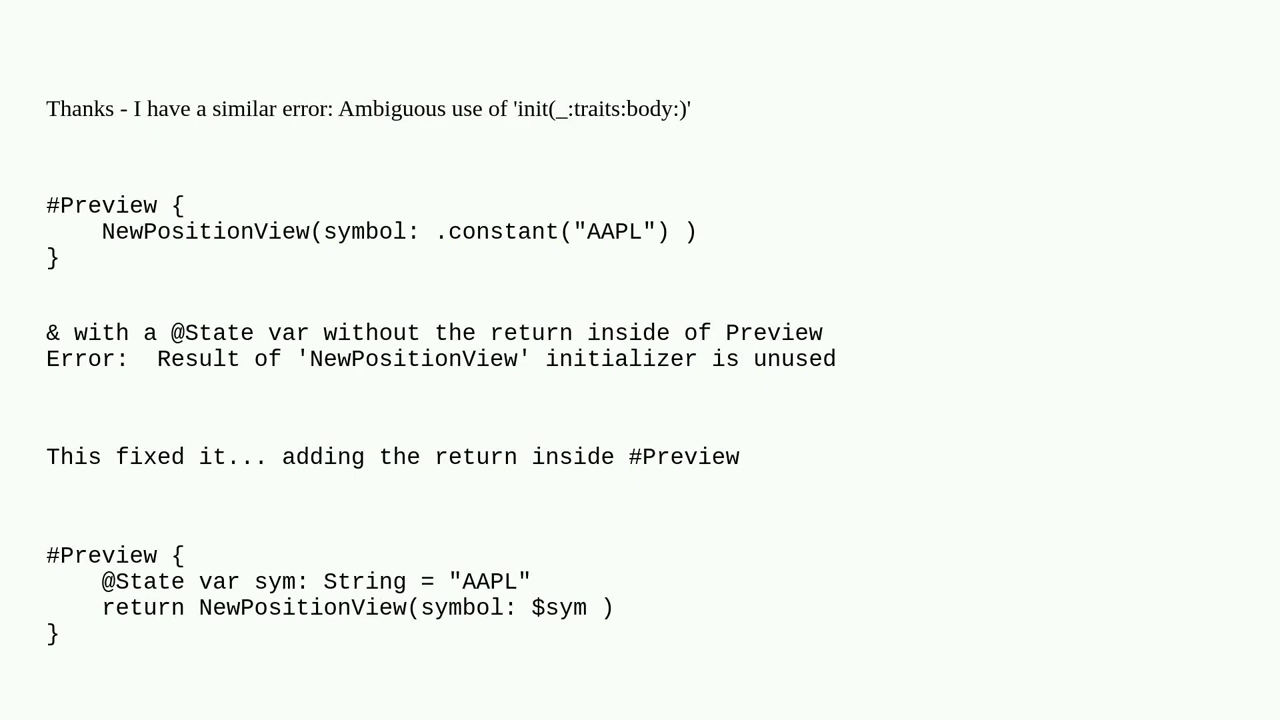 Thanks - I have a similar error: Ambiguous use of 'init(_:traits:body:)'
#Preview {
    NewPositionView(symbol: .constant("AAPL") )
}
& with a @State var without the return inside of Preview
Error:  Result of 'NewPositionView' initializer is unused
This fixed it... adding the return inside #Preview
#Preview {
    @State var sym: String = "AAPL"
    return NewPositionView(symbol: $sym )
}